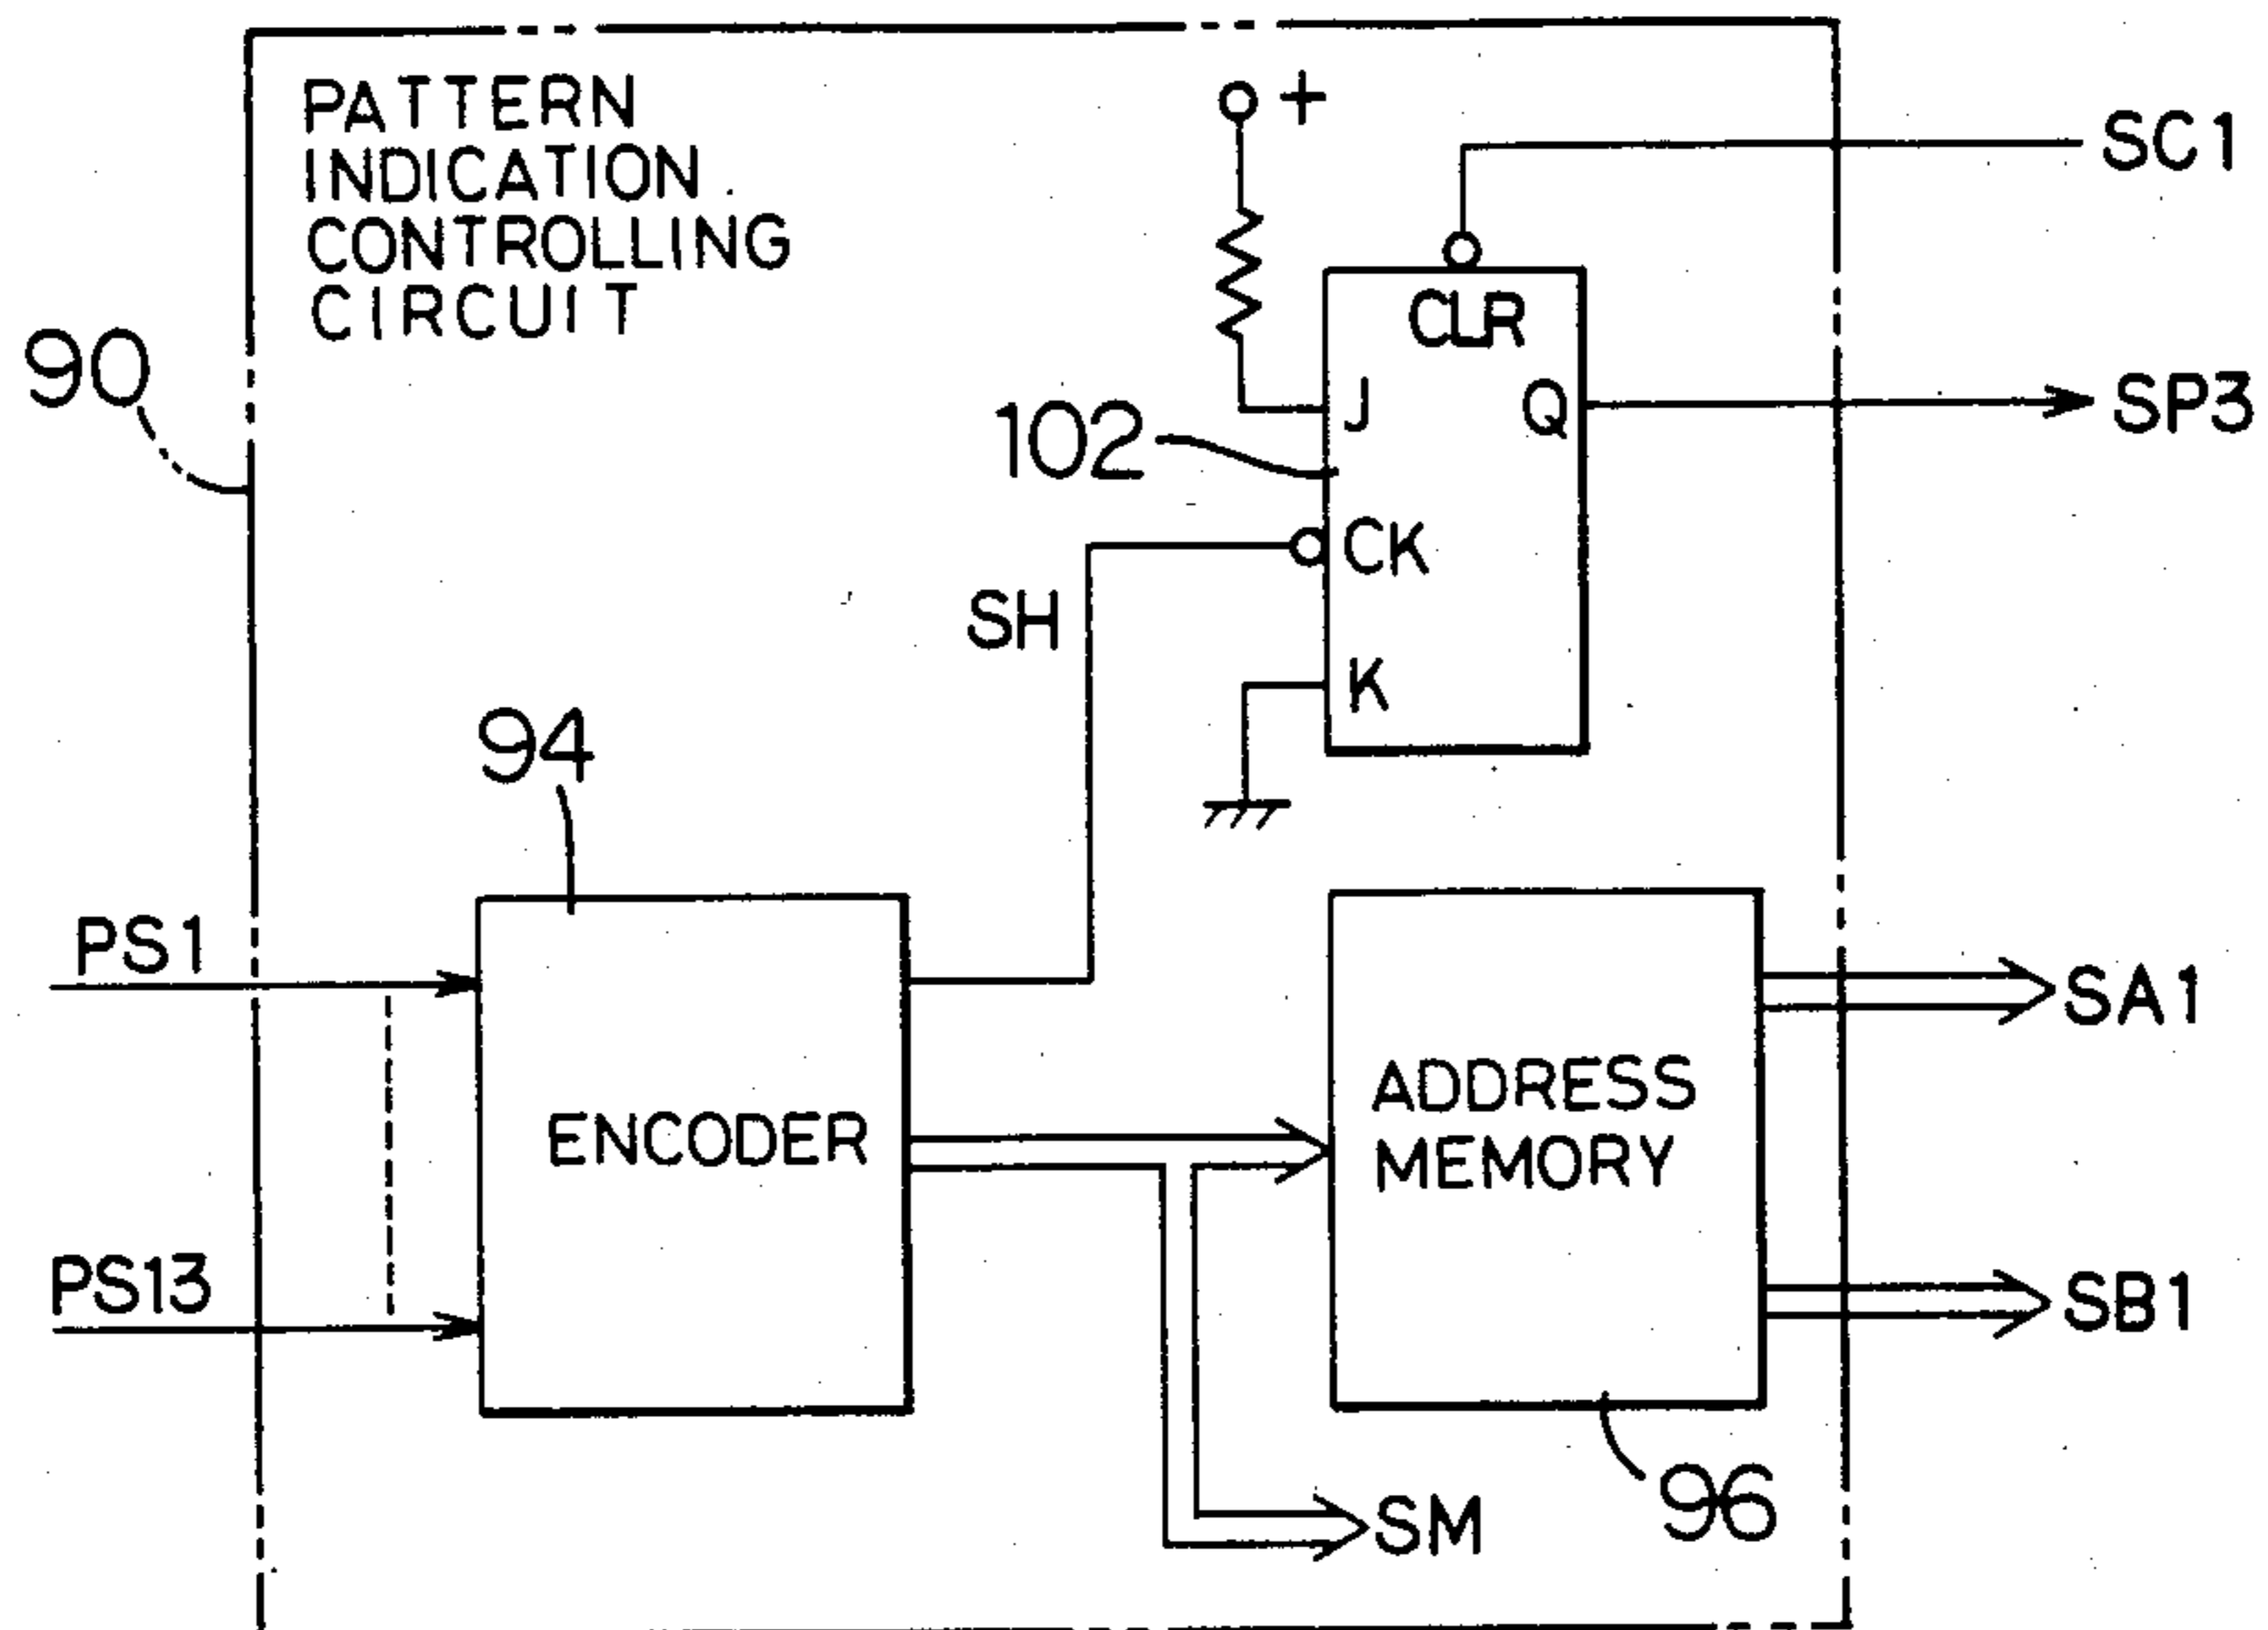 PATTERN
INDICATION
CONTROLLING
CIRCUIT
+
SC1
90
CLR
J
Q
SP3
102
CK
SH
K
94
PS1
SA1
ENCODER
ADDRESS
MEMORY
PS13
SB1
96
SM